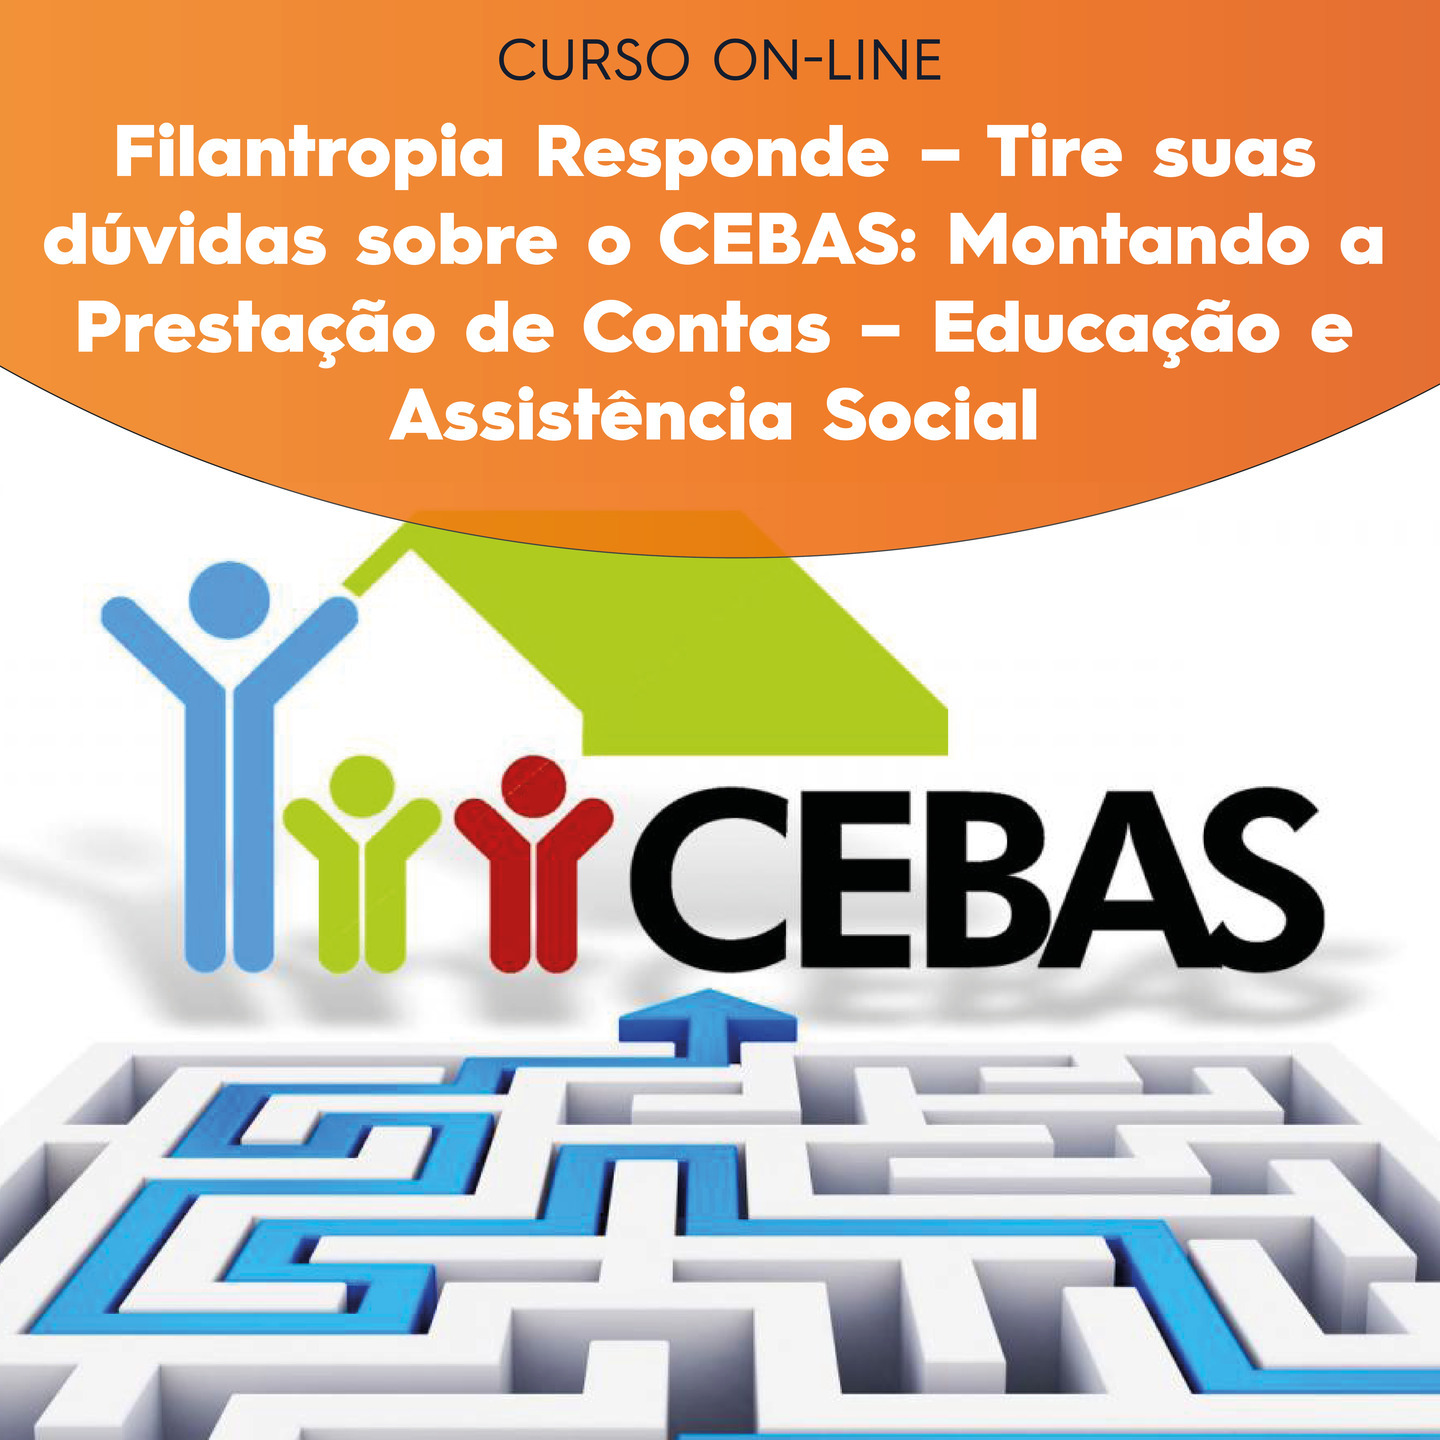 CURSO ON-LINE
Filantropia Responde – Tire suas
dúvidas sobre o CEBAS: Montando a
Prestação de Contas – Educação e
Assistência Social
CEBAS